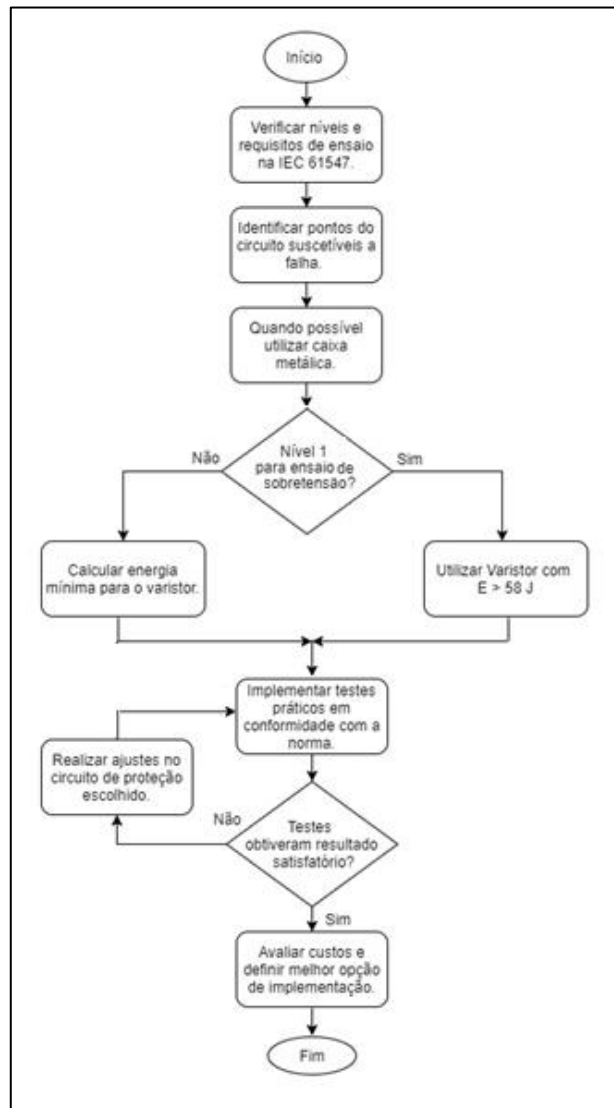 Início
Verificar níveis e
requisitos de ensaio
na IEC 61547.
Identificar pontos do
circuito suscetíveis a
falha.
Quando possível
utilizar caixa
metálica.
Nível 1
para ensaio de
sobretensão?
Não
Sim
Calcular energia
mínima para o varistor.
Utilizar Varistor com
E > 58 J
Implementar testes
práticos em
conformidade com a
norma.
Realizar ajustes no
circuito de proteção
escolhido.
Não
Testes
obtiveram resultado
satisfatório?
Sim
Avaliar custos e
definir melhor opção
de implementação.
Fim